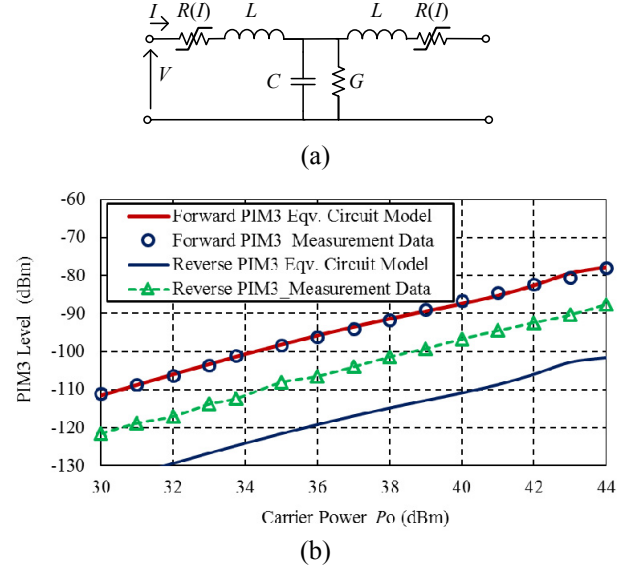 (a)
I R(I) L L R(I)
V C G
(b)
PIM3 Level (dBm)
-60
-70
-80
-90
-100
-110
-120
-130
Forward PIM3 Eqv. Circuit Model
Forward PIM3_Measurement Data
Reverse PIM3 Eqv. Circuit Model
Reverse PIM3_Measurement Data
30 32 34 36 38 40 42 44
Carrier Power Po (dBm)